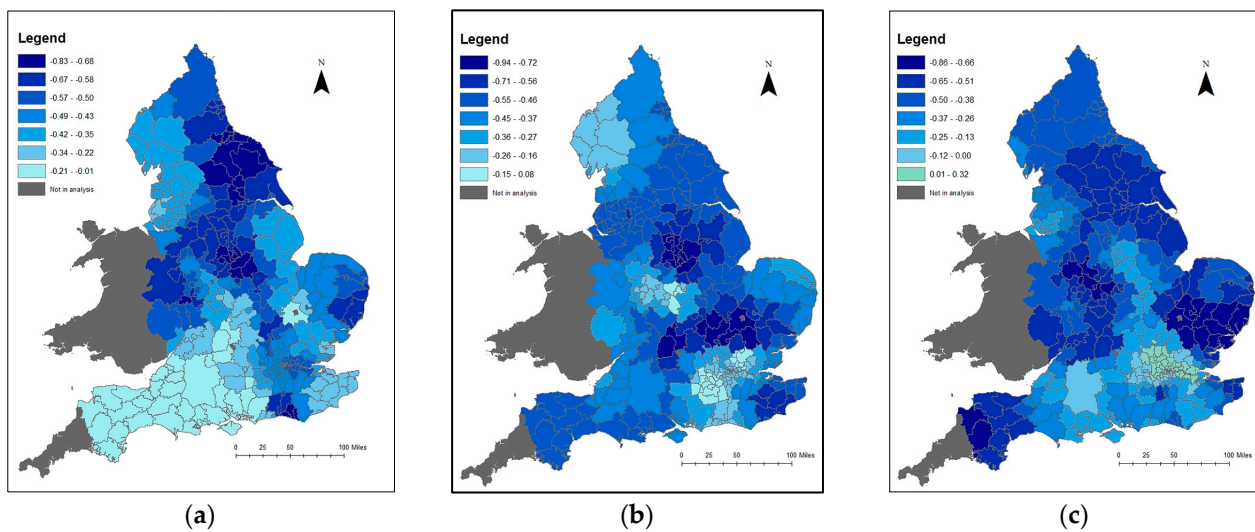 Legend
-0.83 - -0.68
-0.67 - -0.58
-0.57 - -0.50
-0.49 - -0.43
-0.42 - -0.35
-0.34 - -0.22
-0.21 - -0.01
Not in analysis
N
0 25 50 100 Miles
(a)
Legend
-0.94 - -0.72
-0.71 - -0.56
-0.55 - -0.46
-0.45 - -0.37
-0.36 - -0.27
-0.26 - -0.16
-0.15 - 0.08
Not in analysis
N
0 25 50 100 Miles
(b)
Legend
-0.86 - -0.66
-0.65 - -0.51
-0.50 - -0.38
-0.37 - -0.26
-0.25 - -0.13
-0.12 - 0.00
0.01 - 0.32
Not in analysis
N
0 25 50 100 Miles
(c)